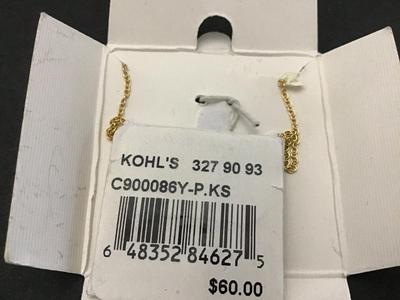 KOHL'S 327 90 93
C900086Y-P.KS
6 48352 84627 5
$60.00